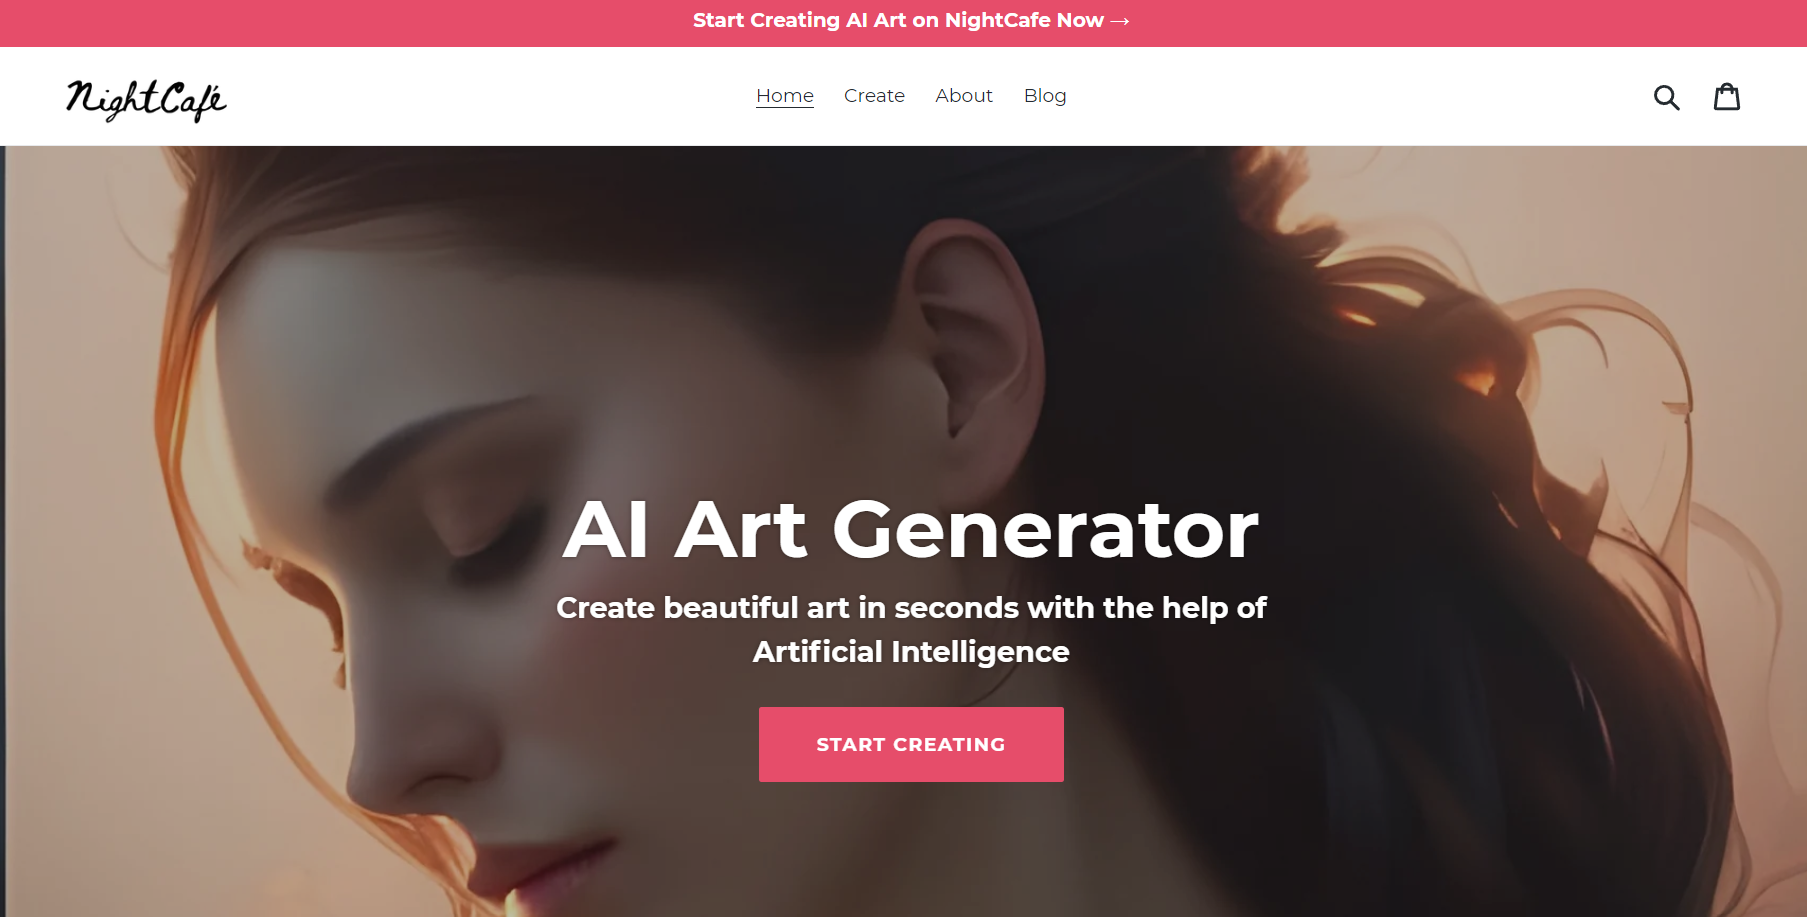 Start Creating AI Art on NightCafe Now →
NightCafé
Home Create About Blog
AI Art Generator
Create beautiful art in seconds with the help of
Artificial Intelligence
START CREATING